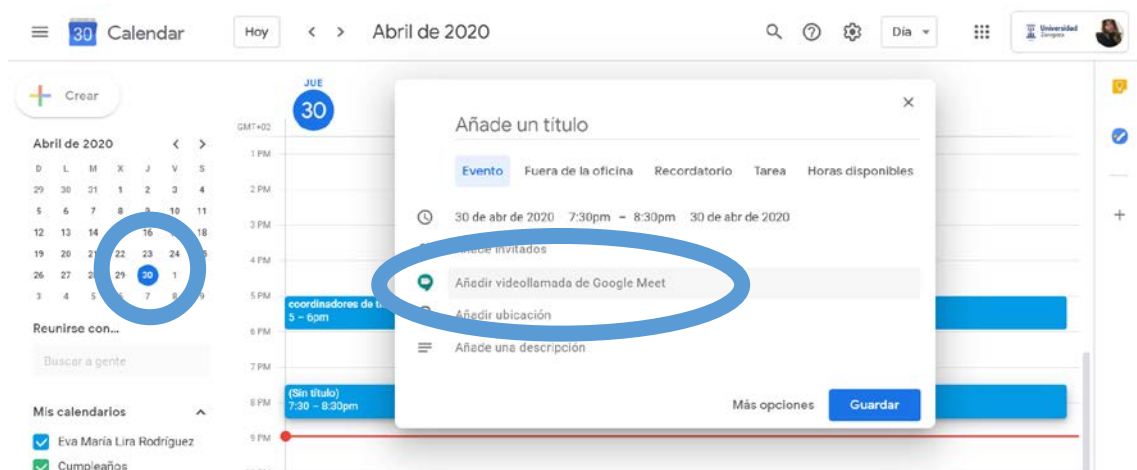 30 Calendar Hoy < > Abril de 2020 Día Universidad Zaragoza
Crear
JUE
30
GMT+02
Abril de 2020 < >
D L M X J V S
29 30 31 1 2 3 4
5 6 7 8 9 10 11
12 13 14 16 18
19 20 21 22 23 24
26 27 28 29 30 1
3 4 5 7 8 9
Reunirse con...
Buscar a gente
Mis calendarios
Eva María Lira Rodríguez
Cumpleaños
1 PM
2 PM
3 PM
4 PM
5 PM
6 PM
7 PM
8 PM
9 PM
coordinadores de
5 – 6pm
(Sin título)
7:30 – 8:30pm
Añade un título
Evento Fuera de la oficina Recordatorio Tarea Horas disponibles
30 de abr de 2020 7:30pm – 8:30pm 30 de abr de 2020
Añade invitados
Añadir videollamada de Google Meet
Añadir ubicación
Añade una descripción
Más opciones Guardar